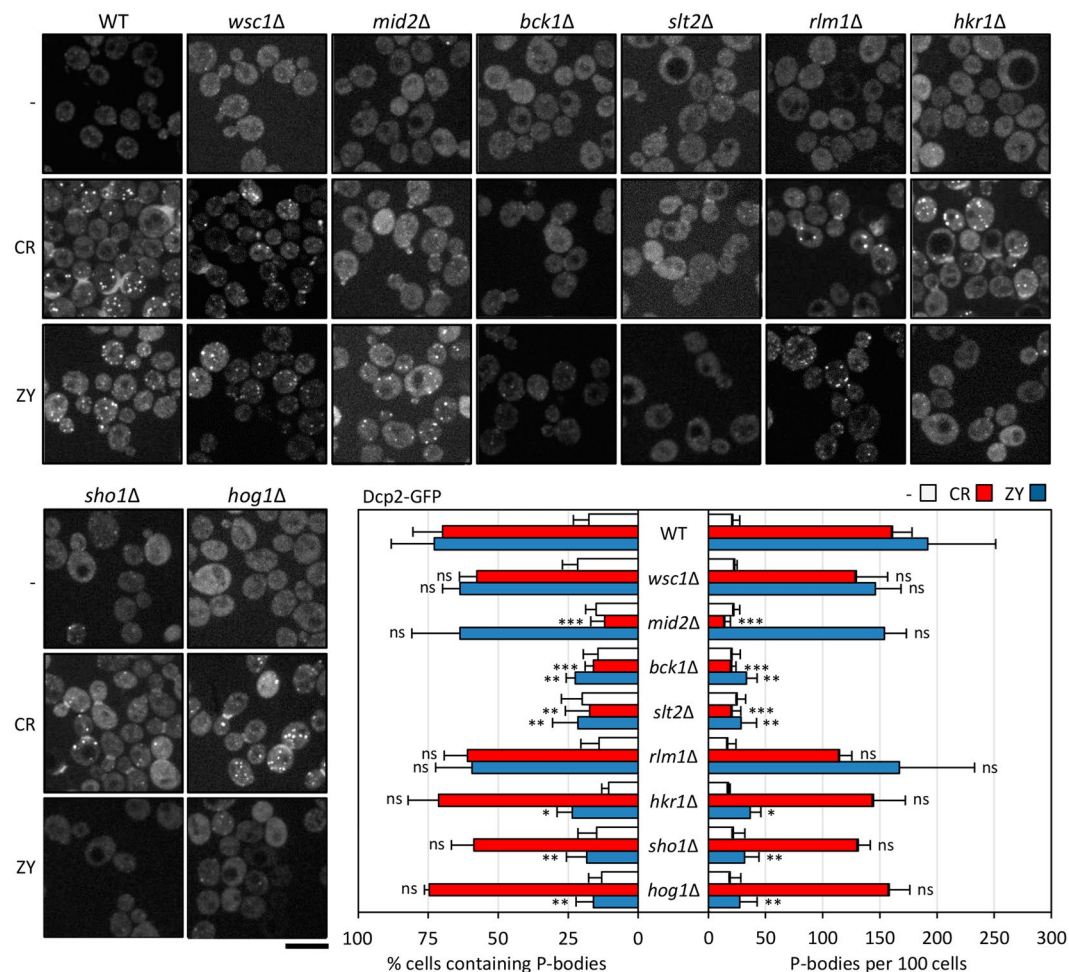 WT wsc1Δ mid2Δ bck1Δ slt2Δ rlm1Δ hkr1Δ
-
CR
ZY
sho1Δ hog1Δ
-
CR
ZY
Dcp2-GFP
- CR ZY
WT
ns wsc1Δ ns
ns ns
*** mid2Δ ***
ns ns
*** bck1Δ ***
** **
** slt2Δ ***
** **
ns rlm1Δ ns
ns ns
ns hkr1Δ ns
* *
ns sho1Δ ns
** **
ns hog1Δ ns
** **
100 75 50 25 0 0 50 100 150 200 250 300
% cells containing P-bodies P-bodies per 100 cells